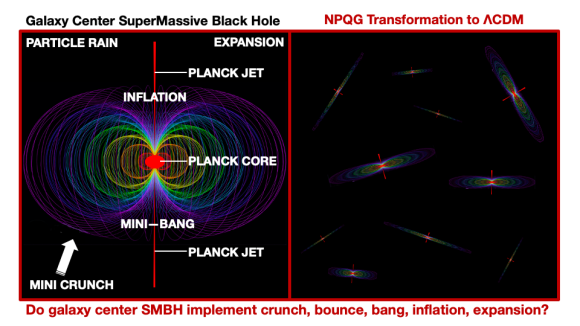 Galaxy Center SuperMassive Black Hole
NPQG Transformation to ΛCDM
PARTICLE RAIN
EXPANSION
PLANCK JET
INFLATION
PLANCK CORE
MINI–BANG
PLANCK JET
MINI CRUNCH
Do galaxy center SMBH implement crunch, bounce, bang, inflation, expansion?